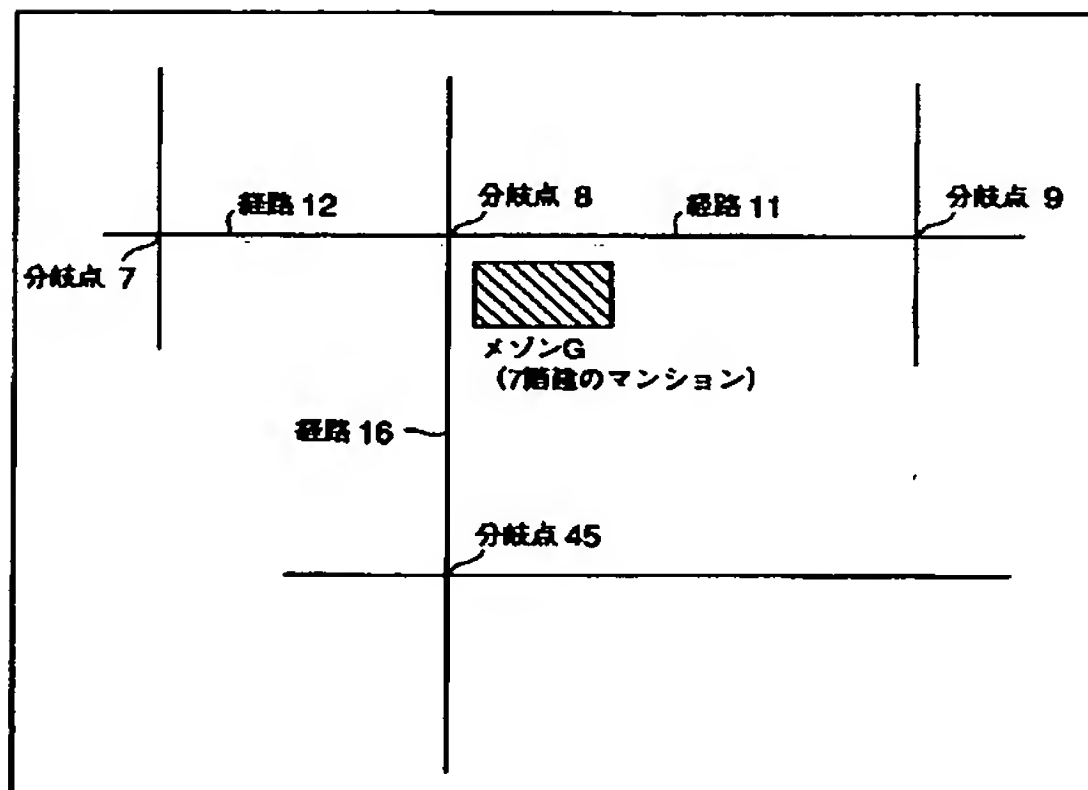 経路 12
分岐点 8
経路 11
分岐点 9
分岐点 7
メゾンG
(7階建のマンション)
経路 16
分岐点 45